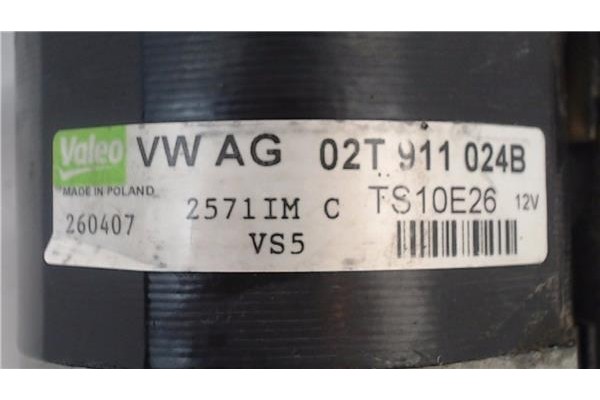 Valeo VW AG 02T 911 024B
MADE IN POLAND
260407 2571IM C TS10E26 12V
VS5